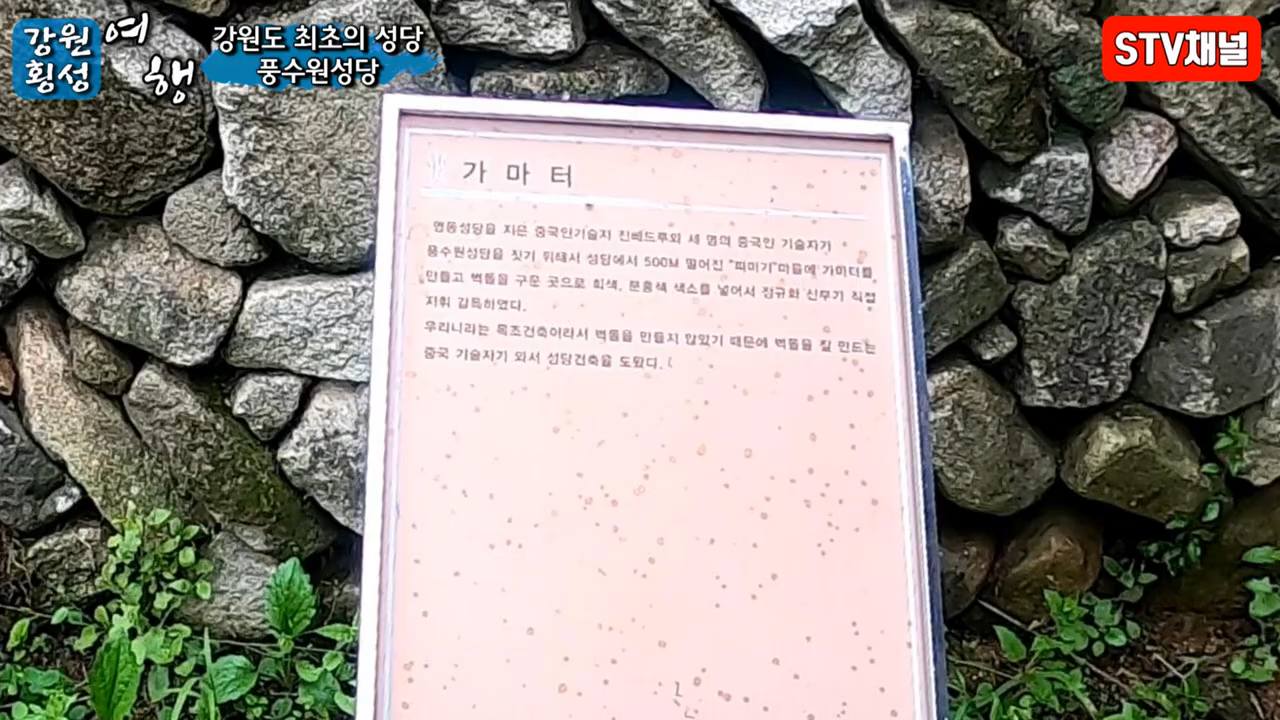 강원
횡성
여행
강원도 최초의 성당
풍수원성당
STV채널
가 마 터
명동성당을 지은 중국인기술자 진베드루와 세 명의 중국인 기술자가
풍수원성당을 짓기 위해서 성당에서 500M 떨어진 마을에 가마터를
만들고 벽돌을 구운 곳으로 회색, 분홍색 색소를 넣어서 정규화 신부가 직접
지휘 감독하였다.
우리나라는 목조건축이라서 벽돌을 만들지 않았기 때문에 벽돌을 잘 만드는
중국 기술자가 와서 성당건축을 도왔다.